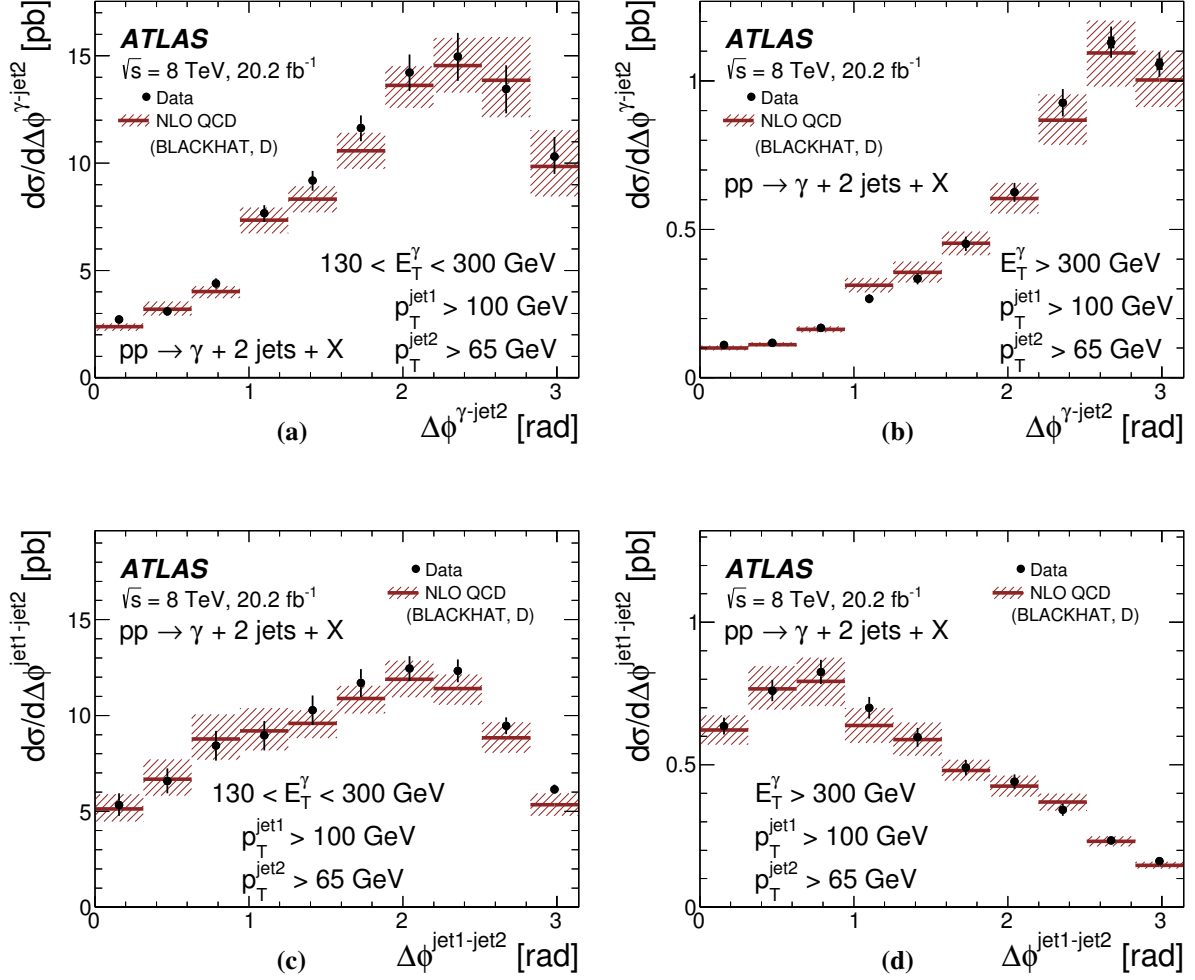 dσ/dΔϕ^γ-jet2 [pb]
ATLAS
√s = 8 TeV, 20.2 fb^-1
Data
NLO QCD
(BLACKHAT, D)
130 < E_T^γ < 300 GeV
p_T^jet1 > 100 GeV
p_T^jet2 > 65 GeV
pp → γ + 2 jets + X
15
10
5
0
0 1 2 3
Δϕ^γ-jet2 [rad]
(a)
dσ/dΔϕ^γ-jet2 [pb]
ATLAS
√s = 8 TeV, 20.2 fb^-1
Data
NLO QCD
(BLACKHAT, D)
pp → γ + 2 jets + X
E_T^γ > 300 GeV
p_T^jet1 > 100 GeV
p_T^jet2 > 65 GeV
1
0.5
0
0 1 2 3
Δϕ^γ-jet2 [rad]
(b)
dσ/dΔϕ^jet1-jet2 [pb]
ATLAS
√s = 8 TeV, 20.2 fb^-1
pp → γ + 2 jets + X
Data
NLO QCD
(BLACKHAT, D)
130 < E_T^γ < 300 GeV
p_T^jet1 > 100 GeV
p_T^jet2 > 65 GeV
15
10
5
0
0 1 2 3
Δϕ^jet1-jet2 [rad]
(c)
dσ/dΔϕ^jet1-jet2 [pb]
ATLAS
√s = 8 TeV, 20.2 fb^-1
pp → γ + 2 jets + X
Data
NLO QCD
(BLACKHAT, D)
E_T^γ > 300 GeV
p_T^jet1 > 100 GeV
p_T^jet2 > 65 GeV
1
0.5
0
0 1 2 3
Δϕ^jet1-jet2 [rad]
(d)